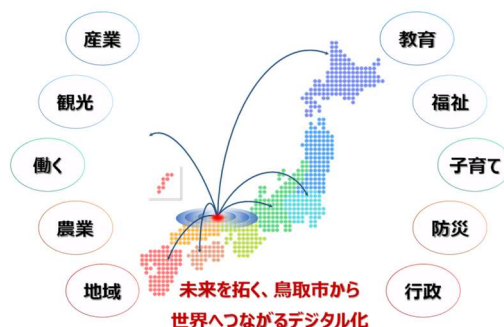 産業
教育
観光
福祉
働く
子育て
農業
防災
地域
行政
未来を拓く、鳥取市から
世界へつながるデジタル化